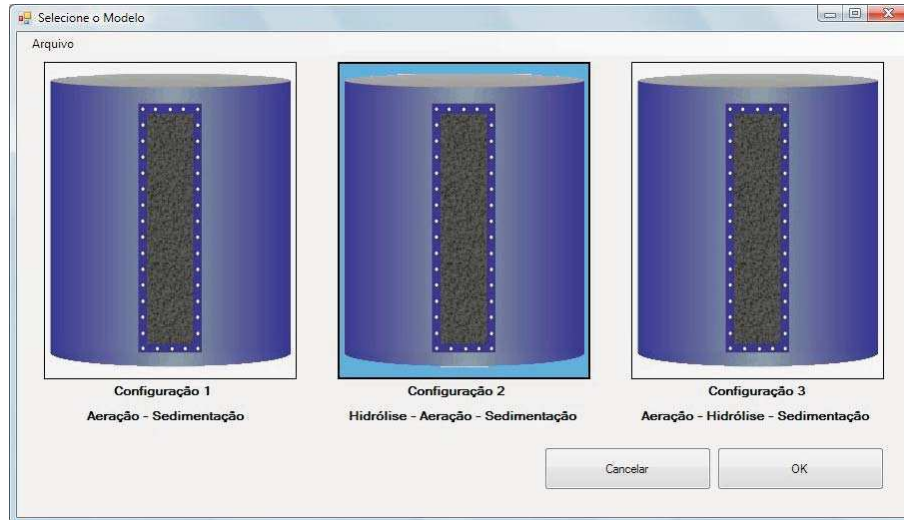 Selecione o Modelo
Arquivo
Configuração 1
Aeração - Sedimentação
Configuração 2
Hidrólise - Aeração - Sedimentação
Configuração 3
Aeração - Hidrólise - Sedimentação
Cancelar
OK